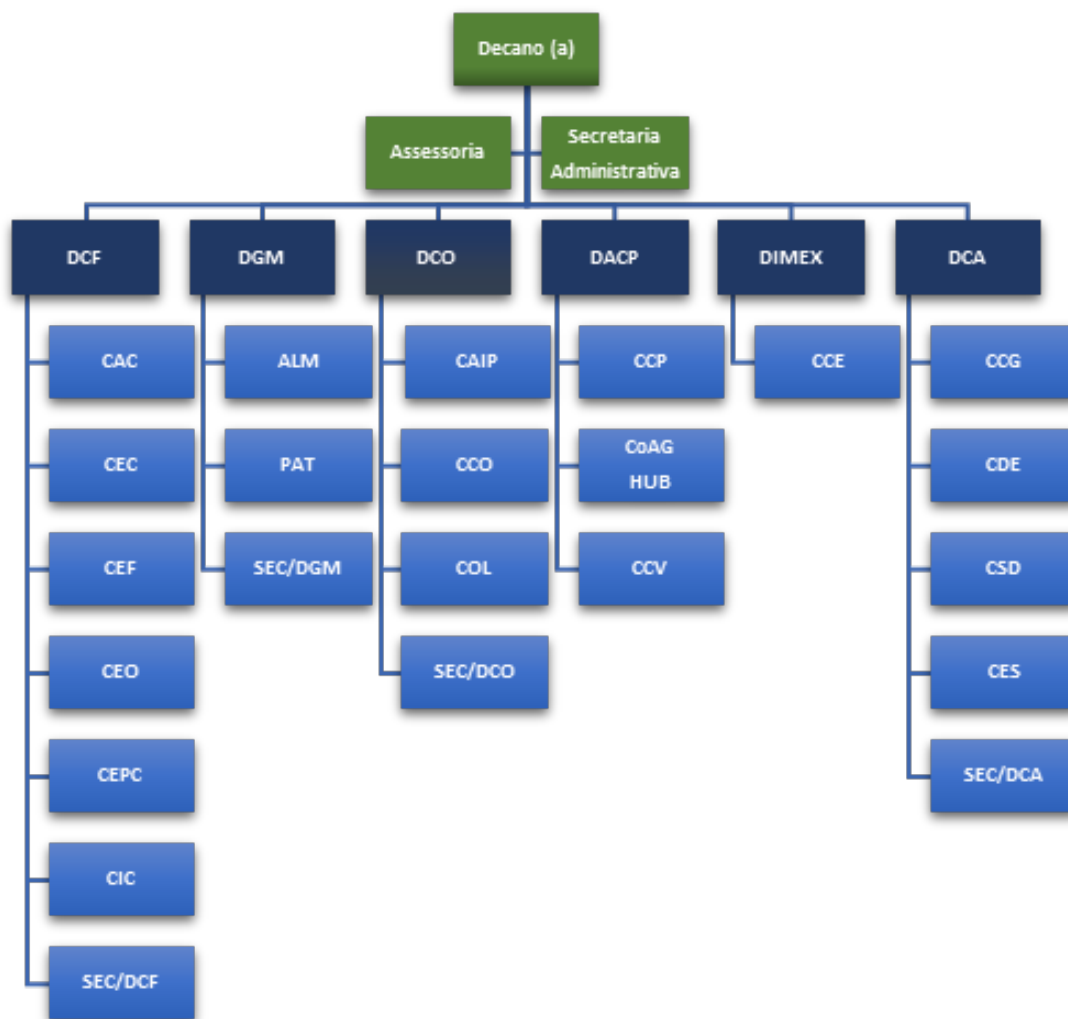 Decano (a)
Assessoria
Secretaria
Administrativa
DCF
DGM
DCO
DACP
DIMEX
DCA
CAC
ALM
CAIP
CCP
CCE
CCG
CEC
PAT
CCO
CoAG
HUB
CDE
CEF
SEC/DGM
COL
CCV
CSD
CEO
SEC/DCO
CES
CEPC
SEC/DCA
CIC
SEC/DCF